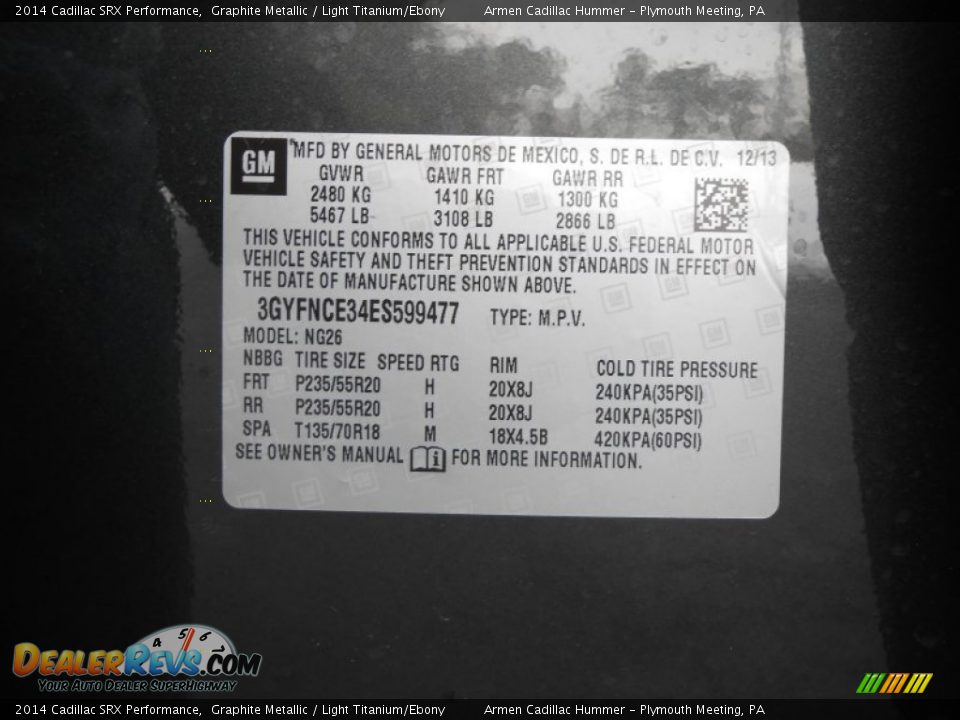 2014 Cadillac SRX Performance, Graphite Metallic / Light Titanium/Ebony Armen Cadillac Hummer - Plymouth Meeting, PA
GM
MFD BY GENERAL MOTORS DE MEXICO, S. DE R.L. DE C.V. 12/13
GVWR GAWR FRT GAWR RR
2480 KG 1410 KG 1300 KG
5467 LB 3108 LB 2866 LB
THIS VEHICLE CONFORMS TO ALL APPLICABLE U.S. FEDERAL MOTOR
VEHICLE SAFETY AND THEFT PREVENTION STANDARDS IN EFFECT ON
THE DATE OF MANUFACTURE SHOWN ABOVE.
3GYFNCE34ES599477 TYPE: M.P.V.
MODEL: NG26
NBBG TIRE SIZE SPEED RTG RIM COLD TIRE PRESSURE
FRT P235/55R20 H 20X8J 240KPA(35PSI)
RR P235/55R20 H 20X8J 240KPA(35PSI)
SPA T135/70R18 M 18X4.5B 420KPA(60PSI)
SEE OWNER'S MANUAL FOR MORE INFORMATION.
4 5 6
DEALERREVS.COM
YOUR AUTO DEALER SUPERHIGHWAY
2014 Cadillac SRX Performance, Graphite Metallic / Light Titanium/Ebony Armen Cadillac Hummer - Plymouth Meeting, PA